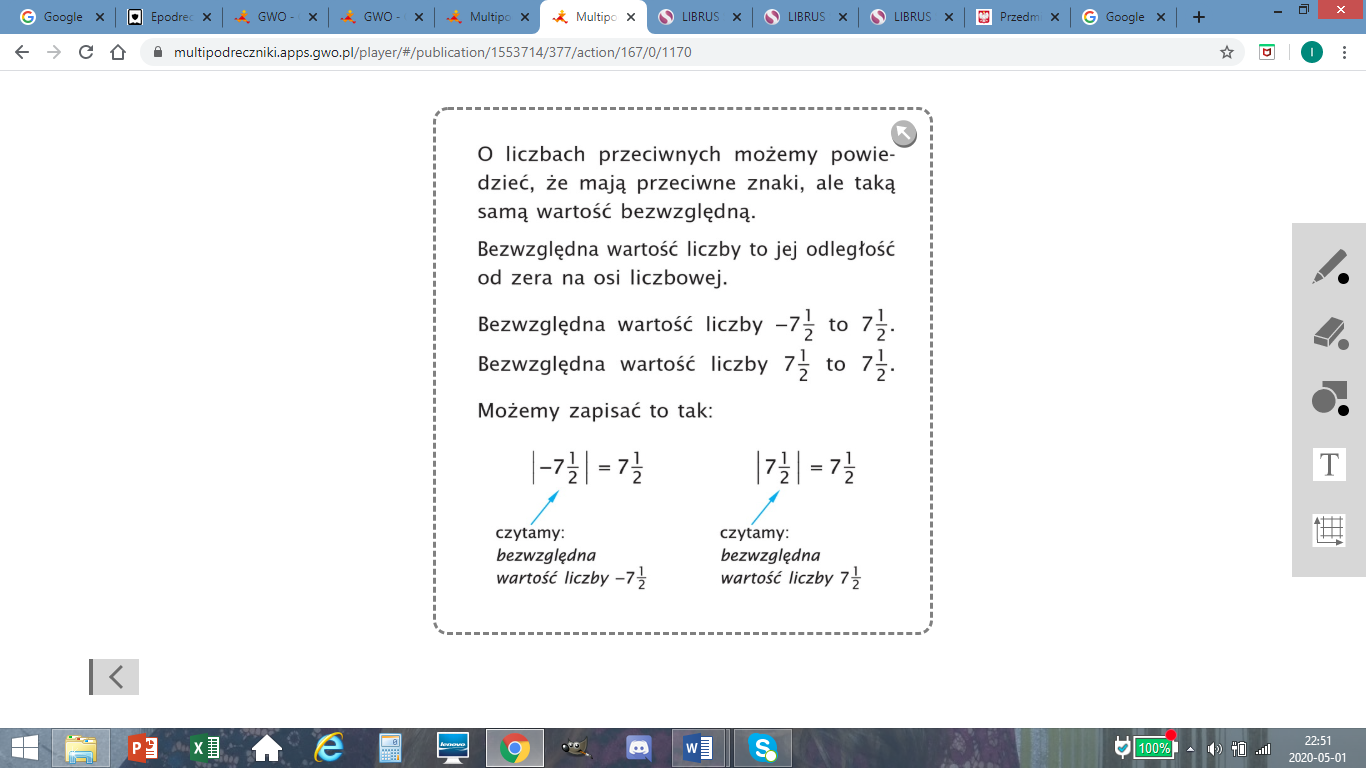 Google
Epodrec
GWO - 
GWO - 
Multipo
Multipo
LIBRUS
LIBRUS
LIBRUS
Przedm
Google
multipodreczniki.apps.gwo.pl/player/#/publication/1553714/377/action/167/0/1170
I
O liczbach przeciwnych możemy powie-
dzieć, że mają przeciwne znaki, ale taką
samą wartość bezwzględną.
Bezwzględna wartość liczby to jej odległość
od zera na osi liczbowej.
Bezwzględna wartość liczby −7 1/2 to 7 1/2.
Bezwzględna wartość liczby 7 1/2 to 7 1/2.
Możemy zapisać to tak:
|−7 1/2| = 7 1/2 |7 1/2| = 7 1/2
czytamy:
bezwzględna
wartość liczby −7 1/2
czytamy:
bezwzględna
wartość liczby 7 1/2
T
lenovo
100%
22:51
2020-05-01